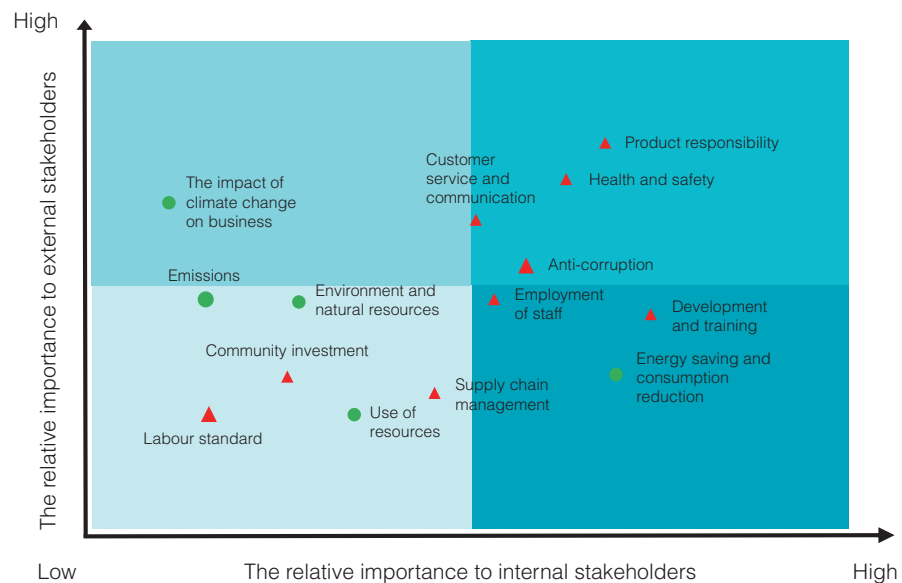 High
The relative importance to external stakeholders
Product responsibility
Customer
service and
communication
Health and safety
The impact of
climate change
on business
Anti-corruption
Emissions
Environment and
natural resources
Employment
of staff
Development
and training
Community investment
Energy saving and
consumption
reduction
Supply chain
management
Use of
resources
Labour standard
Low
The relative importance to internal stakeholders
High